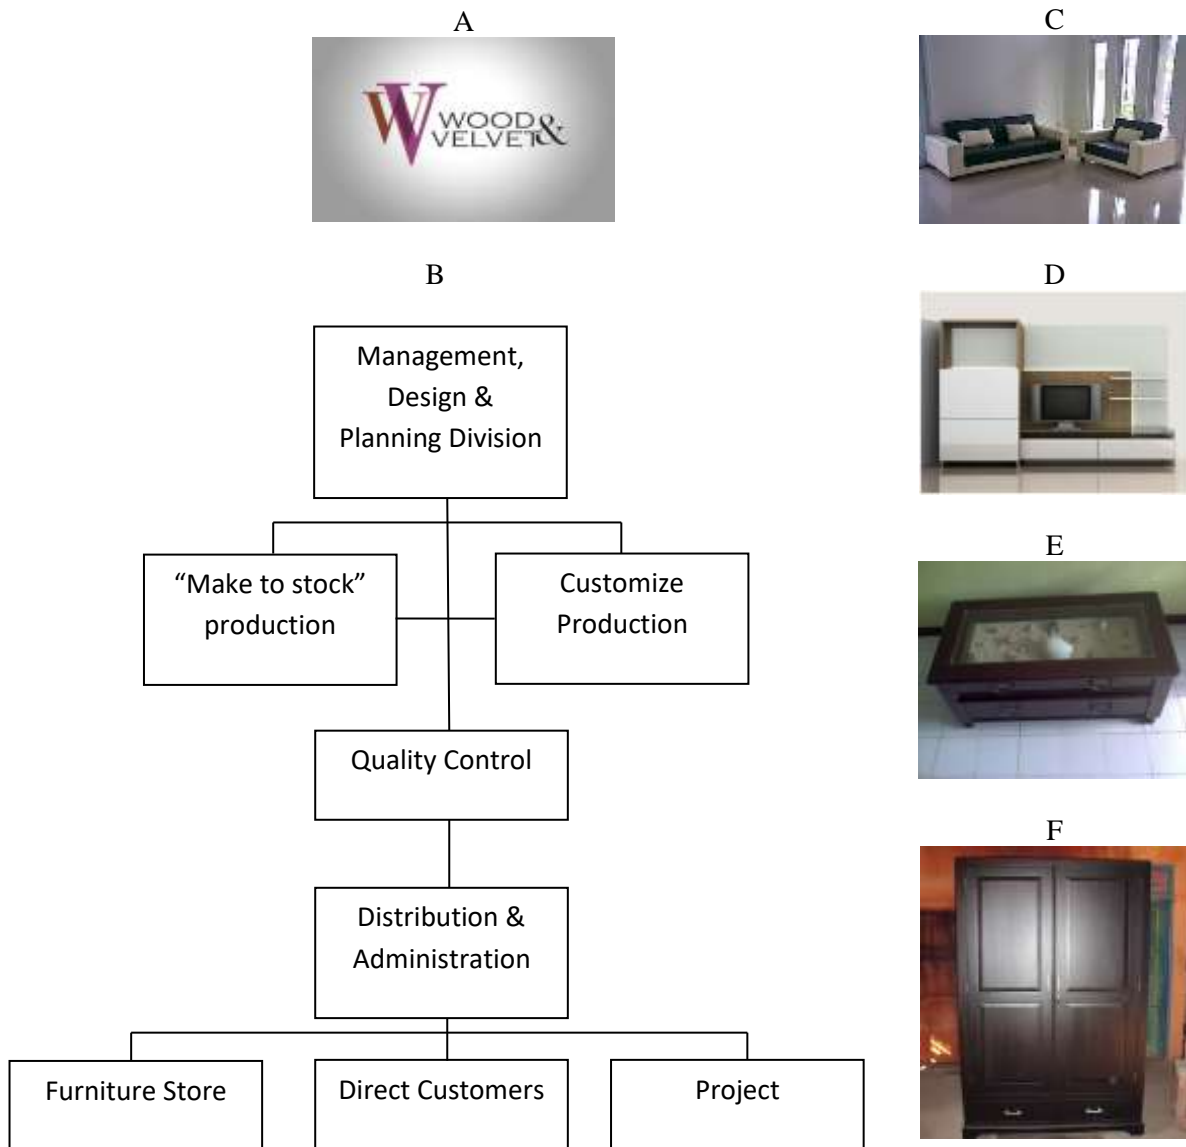 A
WOOD &
VELVET
B
Management,
Design &
Planning Division
“Make to stack”
production
Customize
Production
Quality Control
Distribution &
Administration
Furniture Store
Direct Customers
Project
C
D
E
F